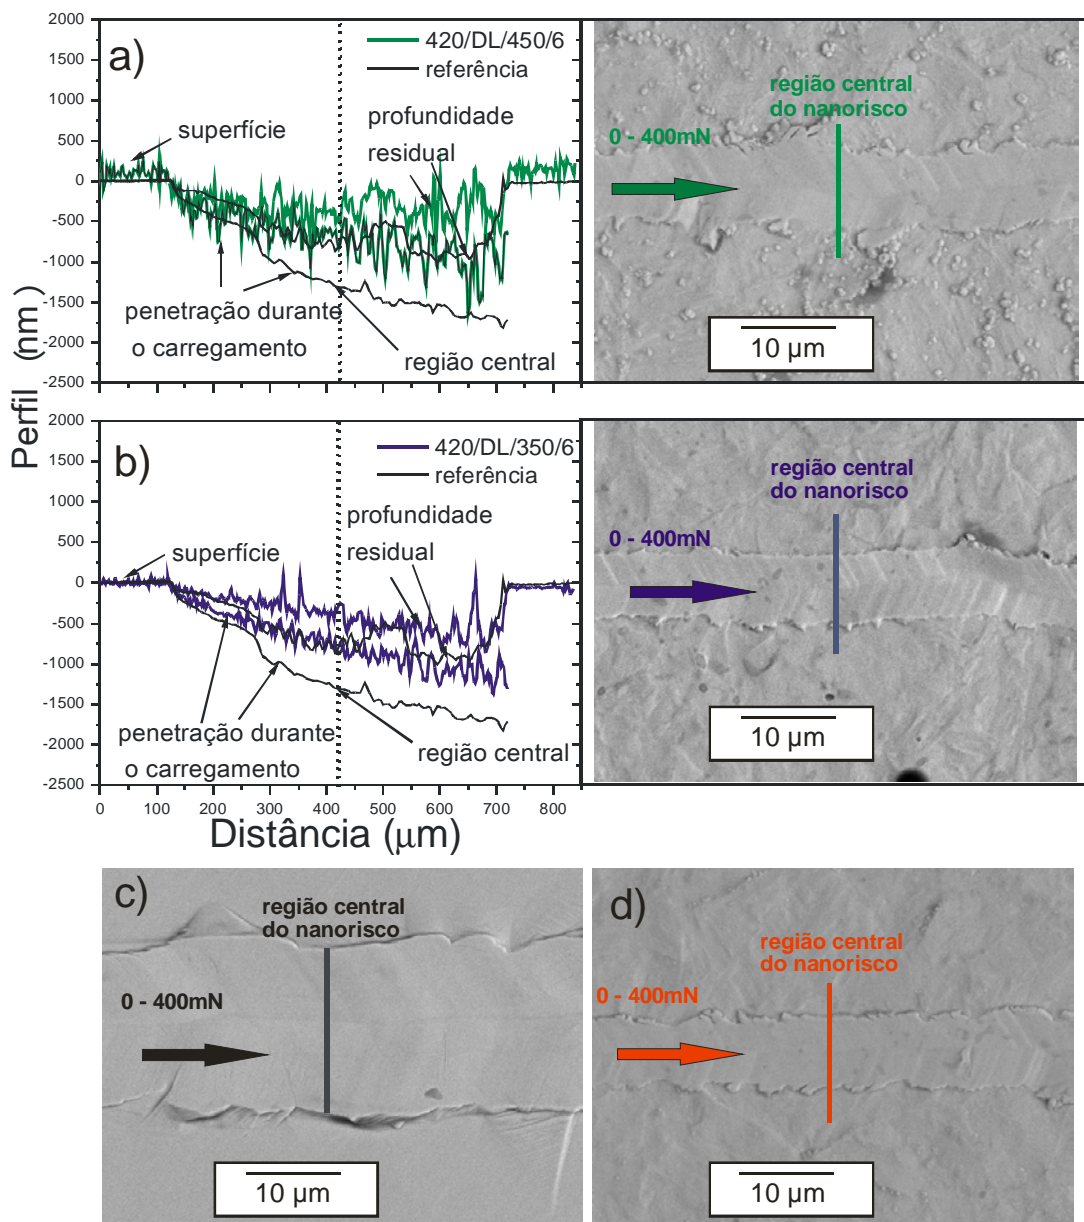 Perfil (nm)
2000
1500
1000
500
0
-500
-1000
-1500
-2000
-2500
a)
420/DL/450/6
referência
superfície
profundidade
residual
penetração durante
o carregamento
região central
região central
do nanorisco
0 - 400mN
10 µm
2000
1500
1000
500
0
-500
-1000
-1500
-2000
-2500
b)
420/DL/350/6
referência
superfície
profundidade
residual
penetração durante
o carregamento
região central
0 100 200 300 400 500 600 700 800
Distância (µm)
região central
do nanorisco
0 - 400mN
10 µm
c)
região central
do nanorisco
0 - 400mN
10 µm
d)
região central
do nanorisco
0 - 400mN
10 µm